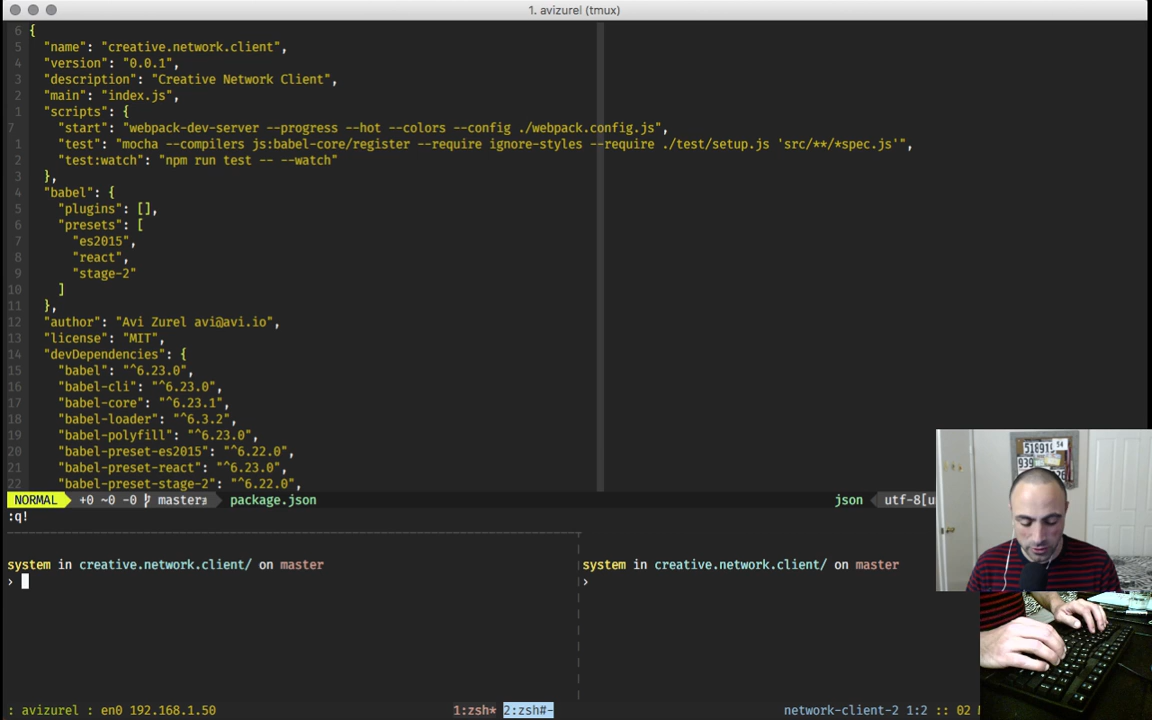 1. avizurel (tmux)
6 {
5 "name": "creative.network.client",
4 "version": "0.0.1",
3 "description": "Creative Network Client",
2 "main": "index.js",
1 "scripts": {
7 "start": "webpack-dev-server --progress --hot --colors --config ./webpack.config.js",
1 "test": "mocha --compilers js:babel-core/register --require ignore-styles --require ./test/setup.js 'src/**/*spec.js'",
2 "test:watch": "npm run test -- --watch"
3 },
4 "babel": {
5 "plugins": [],
6 "presets": [
7 "es2015",
8 "react",
9 "stage-2"
10 ]
11 },
12 "author": "Avi Zurel avi@avi.io",
13 "license": "MIT",
14 "devDependencies": {
15 "babel": "^6.23.0",
16 "babel-cli": "^6.23.0",
17 "babel-core": "^6.23.1",
18 "babel-loader": "^6.3.2",
19 "babel-polyfill": "^6.23.0",
20 "babel-preset-es2015": "^6.22.0",
21 "babel-preset-react": "^6.23.0",
22 "babel-preset-stage-2": "^6.22.0",
NORMAL +0 ~0 -0 master package.json json utf-8[u
:q!
system in creative.network.client/ on master
›
system in creative.network.client/ on master
›
518919
54
939
: avizurel : en0 192.168.1.50 1:zsh* 2:zsh#- network-client-2 1:2 :: 02